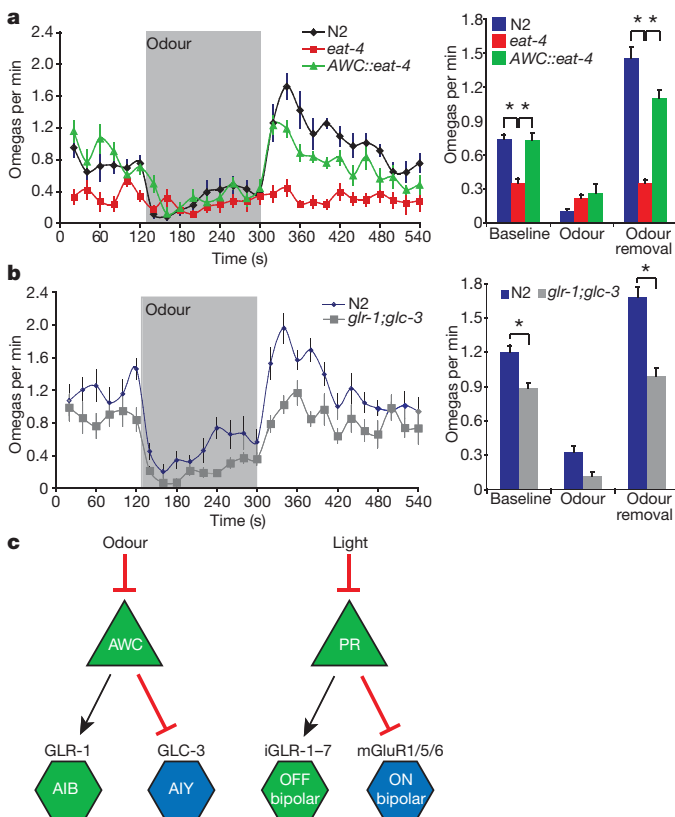 a
Omegas per min
2.4
2.0
1.6
1.2
0.8
0.4
0
Odour
N2
eat-4
AWC::eat-4
0 60 120 180 240 300 360 420 480 540
Time (s)
Omegas per min
1.8
1.5
1.2
0.9
0.6
0.3
0
N2
eat-4
AWC::eat-4
* *
* *
Baseline Odour Odour removal
b
Omegas per min
2.4
2.0
1.6
1.2
0.8
0.4
0
Odour
N2
glr-1;glc-3
0 60 120 180 240 300 360 420 480 540
Time (s)
Omegas per min
1.8
1.5
1.2
0.9
0.6
0.3
0
N2 glr-1;glc-3
*
*
Baseline Odour Odour removal
c
Odour Light
AWC PR
GLR-1 GLC-3 iGLR-1–7 mGluR1/5/6
AIB AIY OFF bipolar ON bipolar